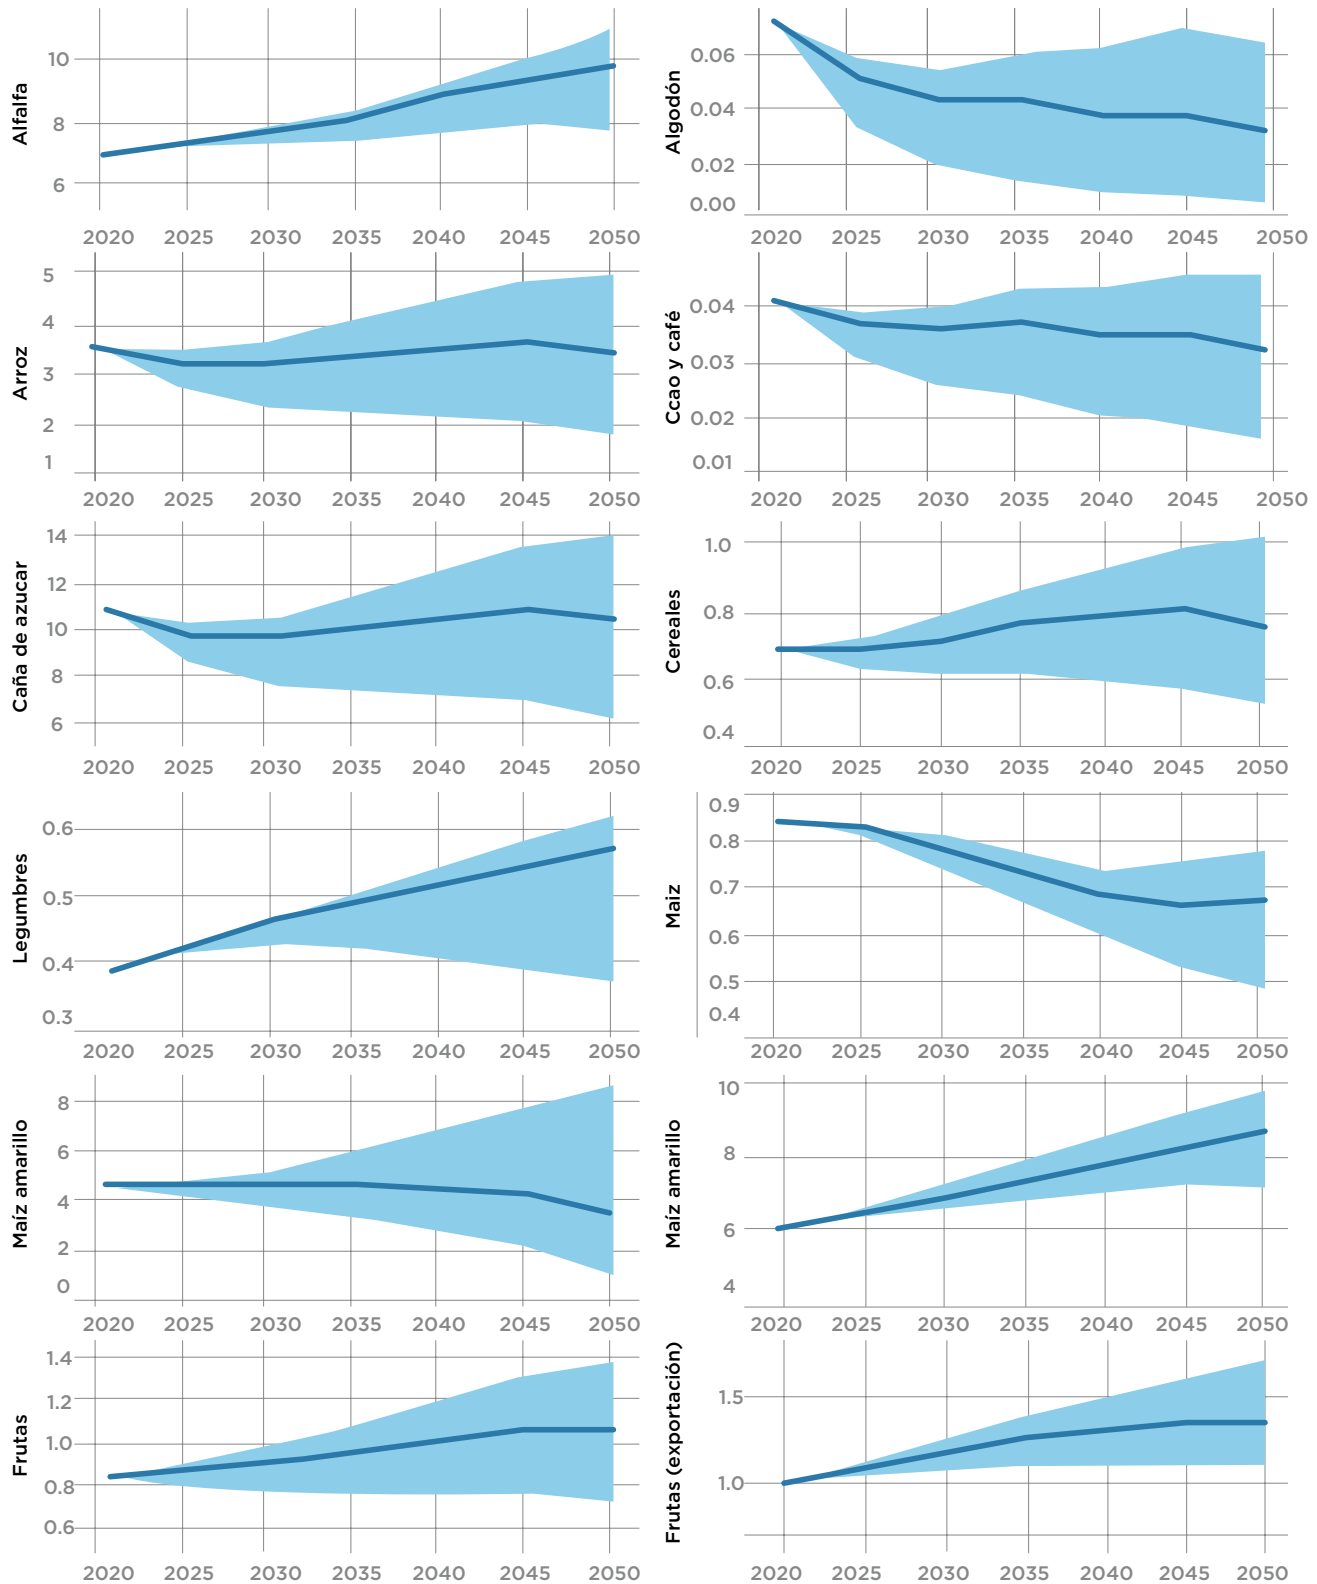 Alfalfa
10
8
6
2020 2025 2030 2035 2040 2045 2050
Algodón
0.06
0.04
0.02
0.00
2020 2025 2030 2035 2040 2045 2050
Arroz
5
4
3
2
1
2020 2025 2030 2035 2040 2045 2050
Ccao y café
0.04
0.03
0.02
0.01
2020 2025 2030 2035 2040 2045 2050
Caña de azucar
14
12
10
8
6
2020 2025 2030 2035 2040 2045 2050
Cereales
1.0
0.8
0.6
0.4
2020 2025 2030 2035 2040 2045 2050
Legumbres
0.6
0.5
0.4
0.3
2020 2025 2030 2035 2040 2045 2050
Maiz
0.9
0.8
0.7
0.6
0.5
0.4
2020 2025 2030 2035 2040 2045 2050
Maíz amarillo
8
6
4
2
0
2020 2025 2030 2035 2040 2045 2050
Maíz amarillo
10
8
6
4
2020 2025 2030 2035 2040 2045 2050
Frutas
1.4
1.2
1.0
0.8
0.6
2020 2025 2030 2035 2040 2045 2050
Frutas (exportación)
1.5
1.0
2020 2025 2030 2035 2040 2045 2050